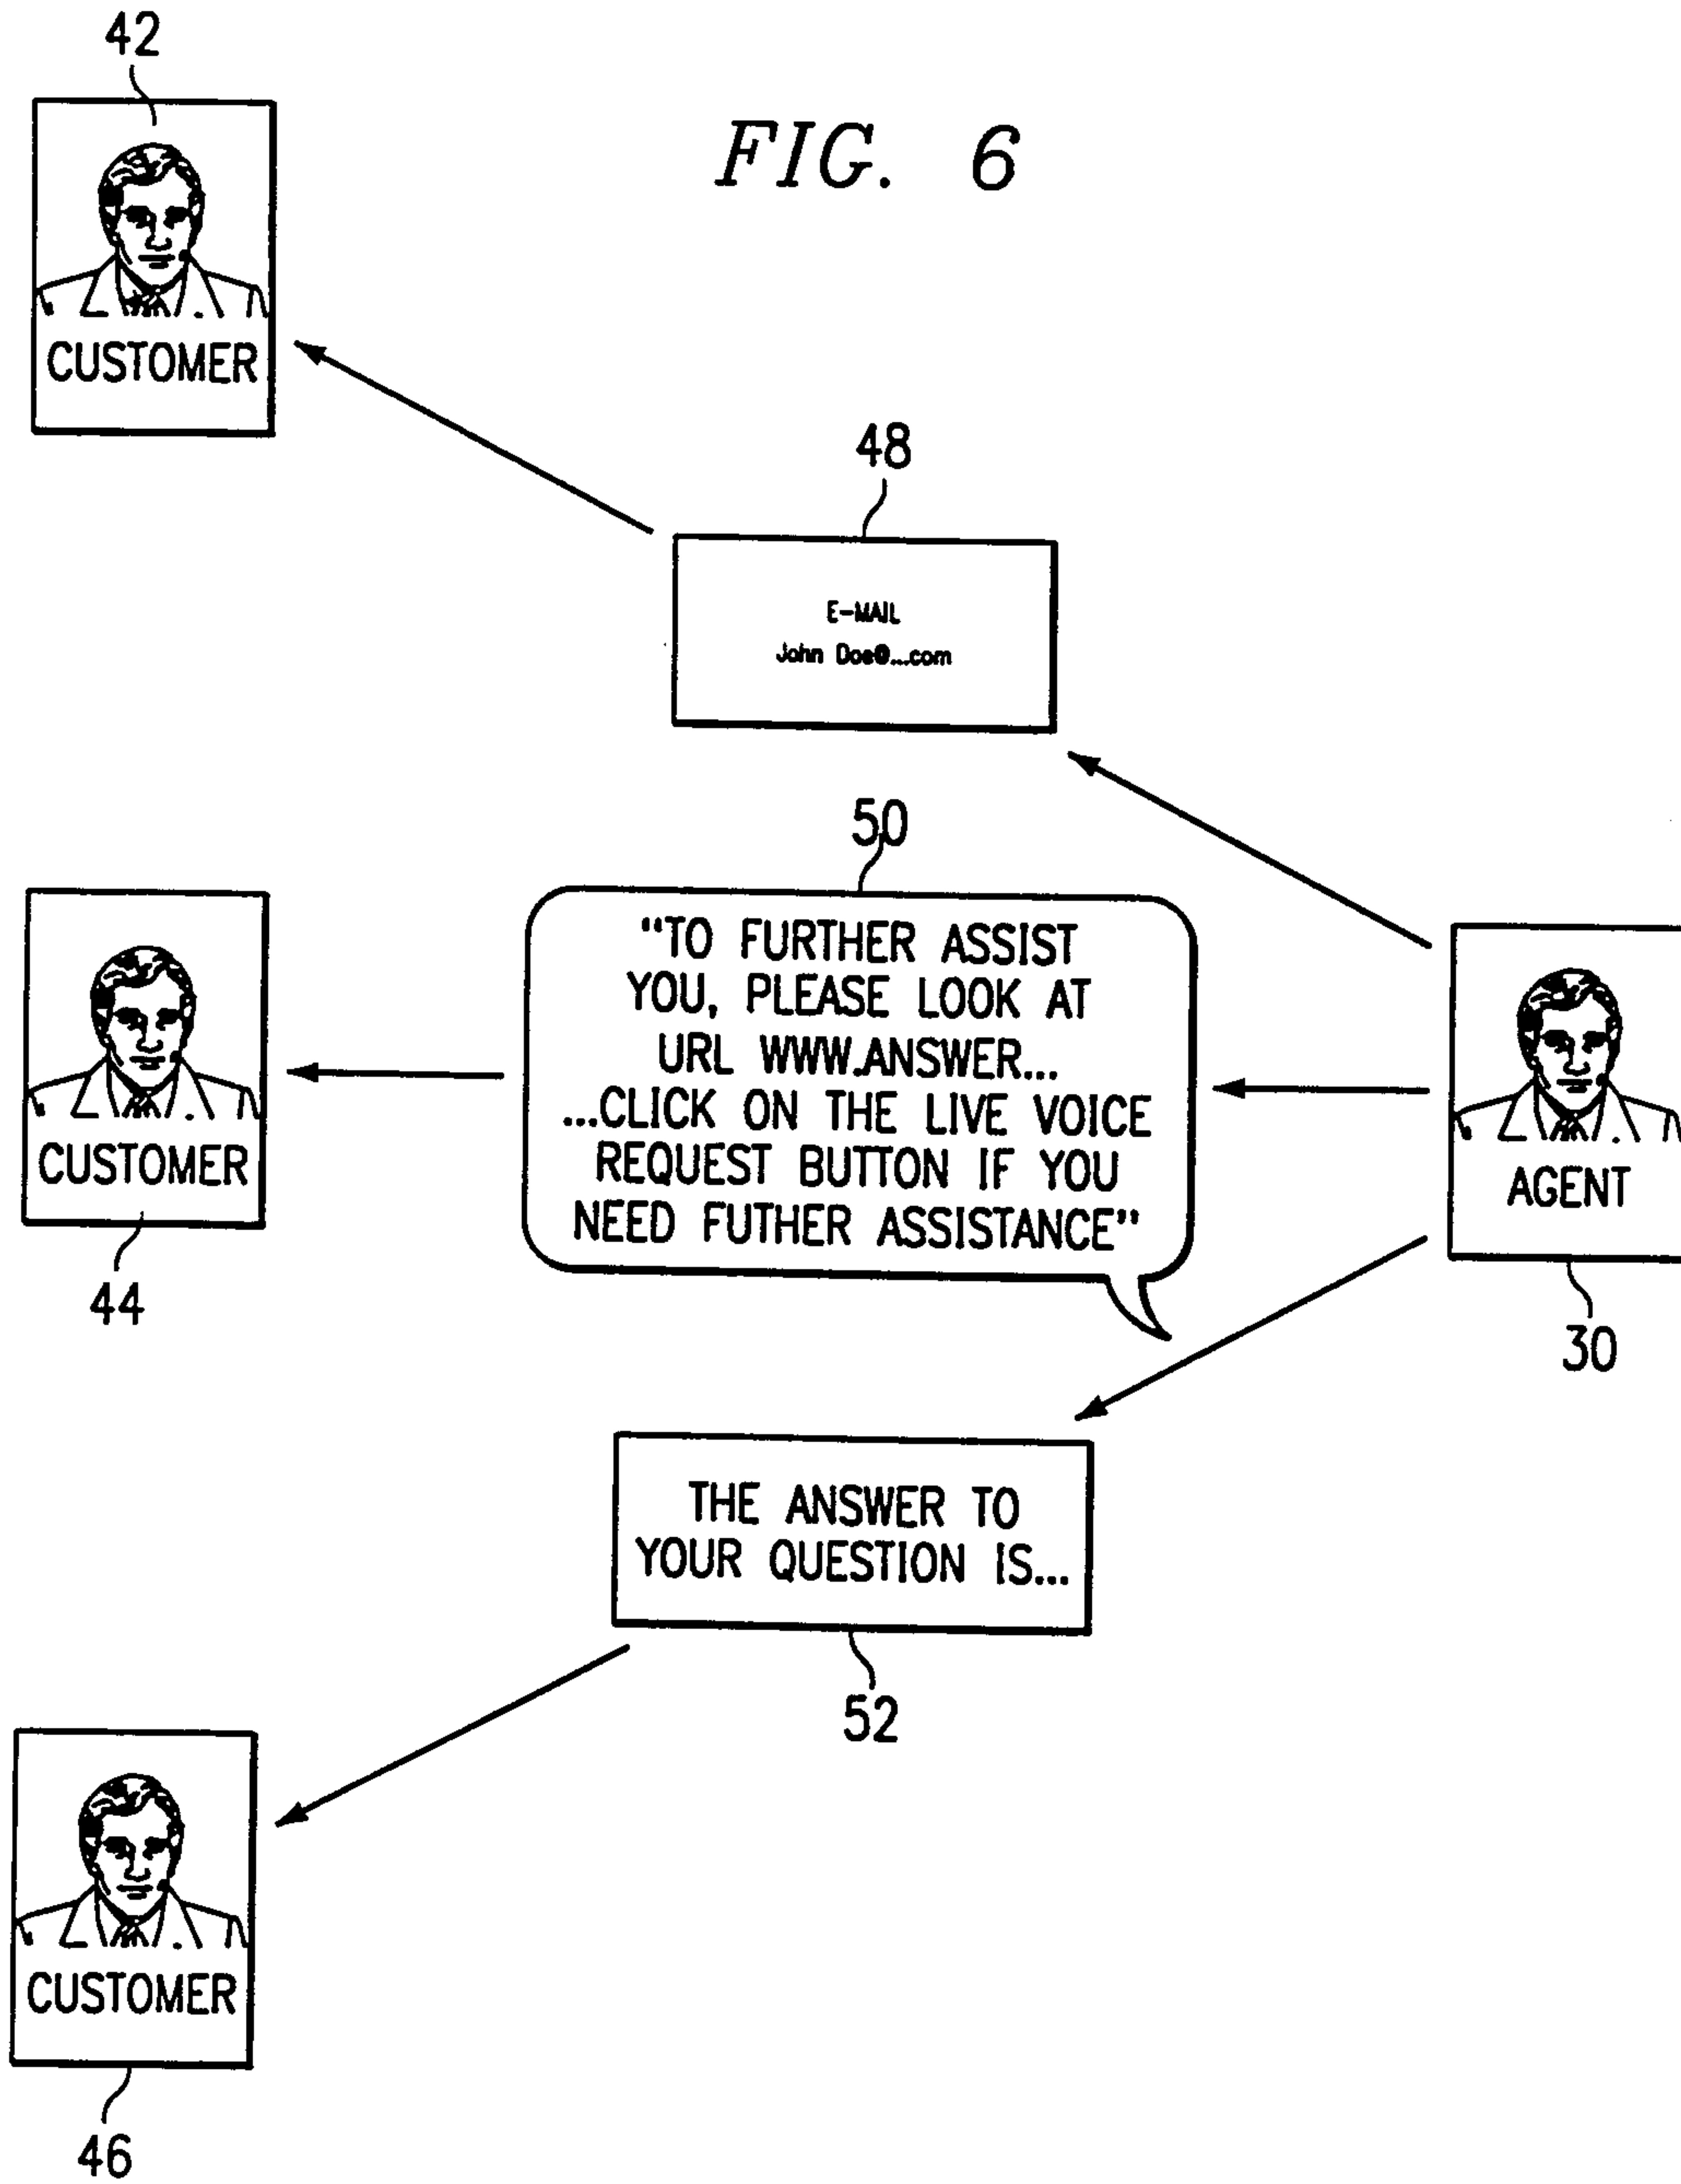 42
FIG. 6
CUSTOMER
48
E-MAIL
John Doe@...com
50
"TO FURTHER ASSIST
YOU, PLEASE LOOK AT
URL WWW.ANSWER...
...CLICK ON THE LIVE VOICE
REQUEST BUTTON IF YOU
NEED FUTHER ASSISTANCE"
CUSTOMER
44
AGENT
30
THE ANSWER TO
YOUR QUESTION IS...
52
CUSTOMER
46